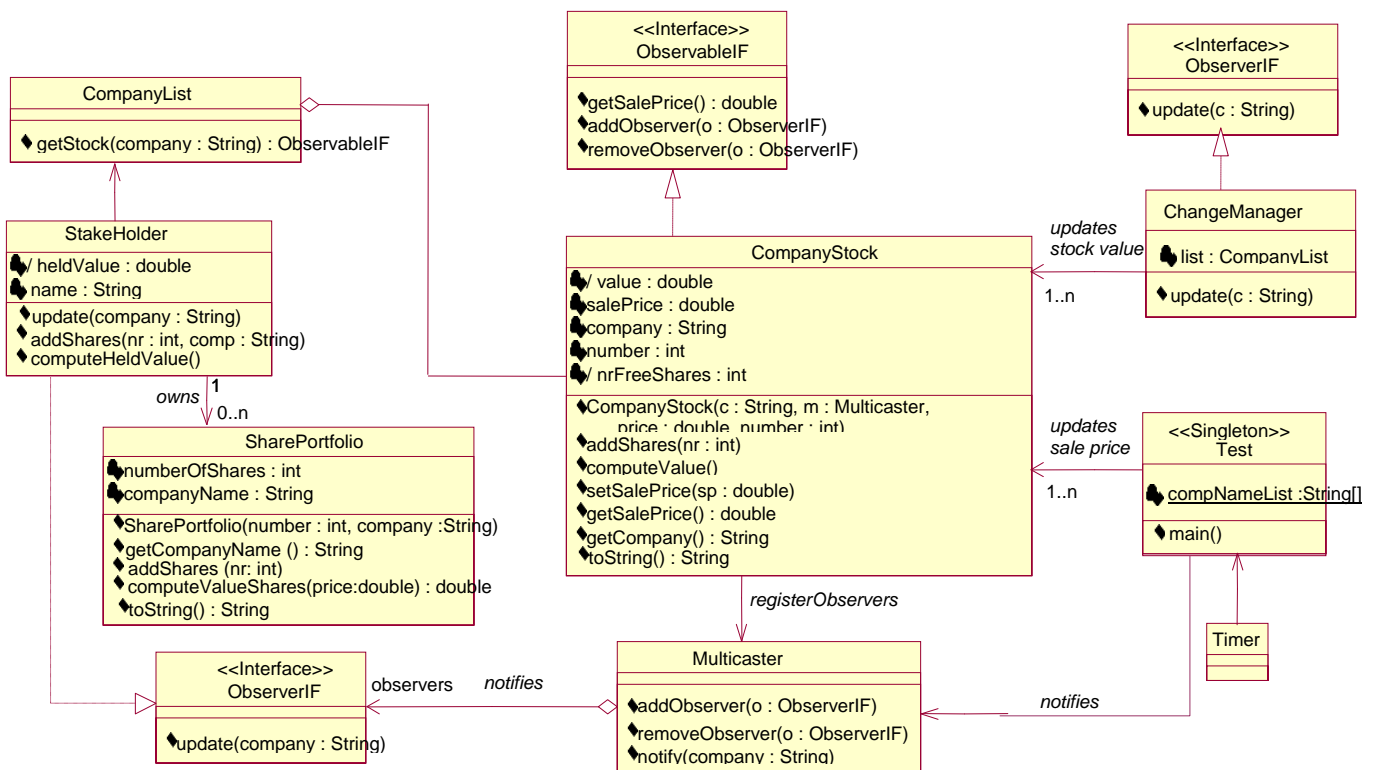 <<Interface>>
ObservableIF
getSalePrice() : double
addObserver(o : ObserverIF)
removeObserver(o : ObserverIF)
<<Interface>>
ObserverIF
update(c : String)
CompanyList
getStock(company : String) : ObservableIF
StakeHolder
/ heldValue : double
name : String
update(company : String)
addShares(nr : int, comp : String)
computeHeldValue()
CompanyStock
/ value : double
salePrice : double
company : String
number : int
/ nrFreeShares : int
CompanyStock(c : String, m : Multicaster,
price : double, number : int)
addShares(nr : int)
computeValue()
setSalePrice(sp : double)
getSalePrice() : double
getCompany() : String
toString() : String
updates
stock value
1..n
ChangeManager
list : CompanyList
update(c : String)
owns
1
0..n
SharePortfolio
numberOfShares : int
companyName : String
SharePortfolio(number : int, company :String)
getCompanyName () : String
addShares (nr: int)
computeValueShares(price:double) : double
toString() : String
updates
sale price
1..n
<<Singleton>>
Test
compNameList :String[]
main()
Timer
registerObservers
<<Interface>>
ObserverIF
update(company : String)
observers
notifies
Multicaster
addObserver(o : ObserverIF)
removeObserver(o : ObserverIF)
notify(company : String)
notifies